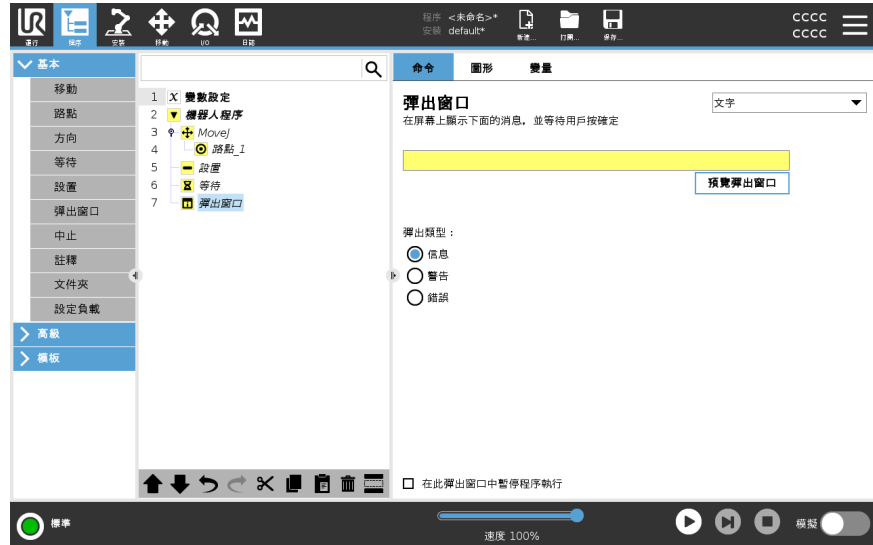 UR
運行
程序
安裝
移動
I/O
日誌
程序 <未命名>*
安裝 default*
新建...
打開...
保存...
cccc
cccc
基本
移動
路點
方向
等待
設置
彈出窗口
中止
註釋
文件夾
設定負載
高級
模板
1 X 變數設定
2 機器人程序
3 MoveJ
4 路點_1
5 設置
6 等待
7 彈出窗口
命令 圖形 變量
彈出窗口
文字
在屏幕上顯示下面的消息, 並等待用戶按確定
預覽彈出窗口
彈出類型:
信息
警告
錯誤
在此彈出窗口中暫停程序執行
標準
速度 100%
模擬